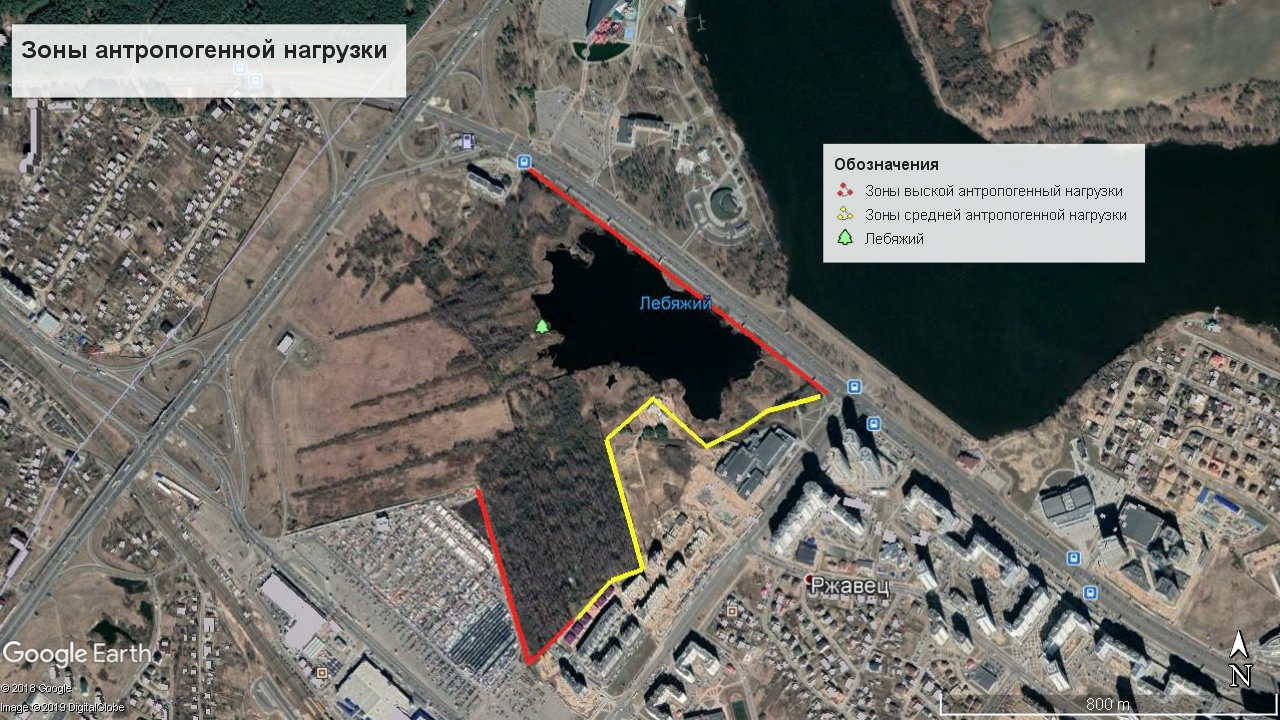 Зоны антропогенной нагрузки
Обозначения
Зоны выской антропогенный нагрузки
Зоны средней антропогенной нагрузки
Лебяжий
Лебяжий
Ржавец
Google Earth
© 2018 Google
Image © 2019 DigitalGlobe
N
800 m